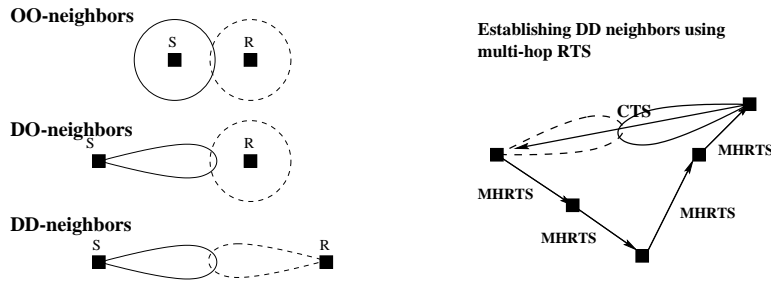 OO-neighbors
S
R
DO-neighbors
S
R
DD-neighbors
S
R
Establishing DD neighbors using
multi-hop RTS
CTS
MHRTS
MHRTS
MHRTS
MHRTS